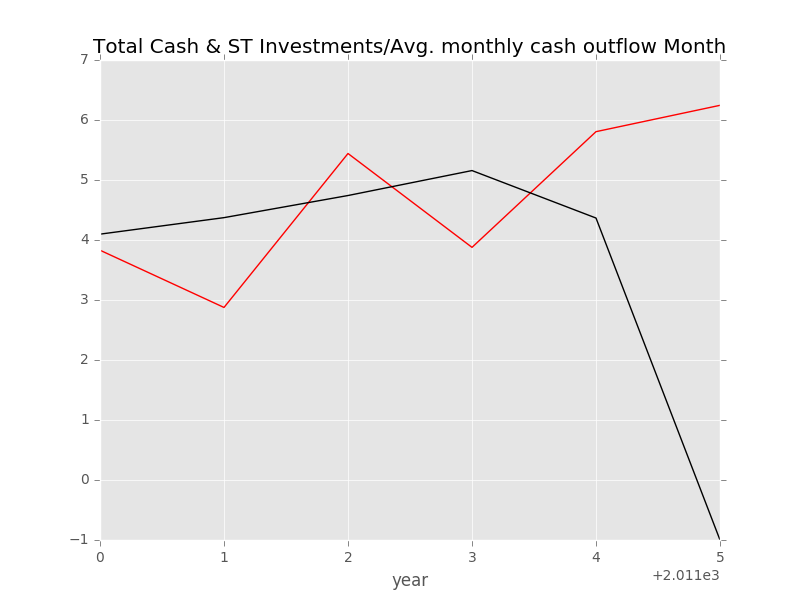 Total Cash & ST Investments/Avg. monthly cash outflow Month
7
6
5
4
3
2
1
0
−1
0 1 2 3 4 5
+2.011e3
year